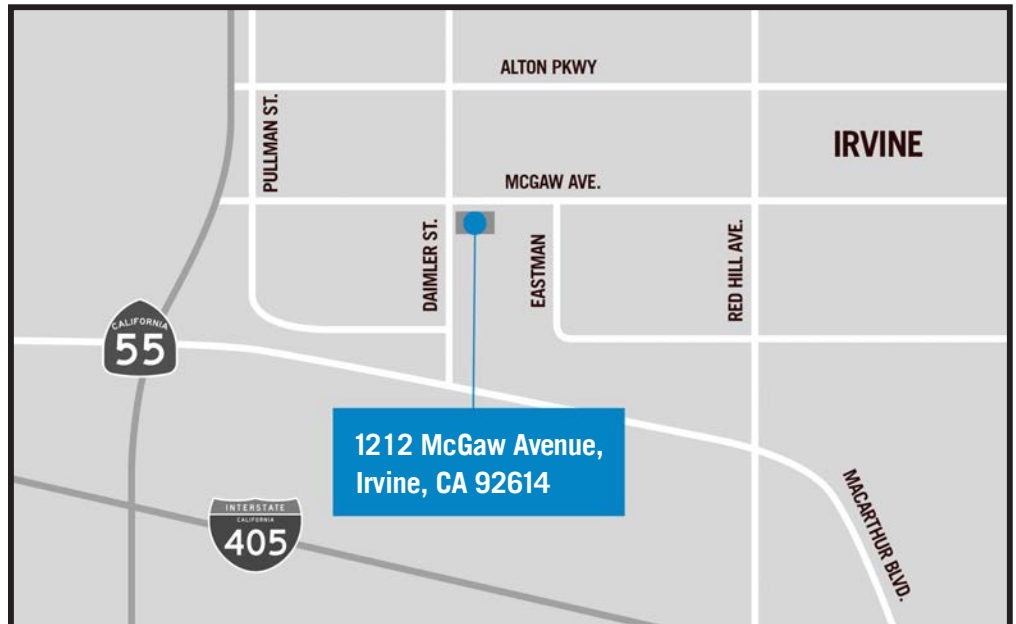 ALTON PKWY
PULLMAN ST.
IRVINE
MCGAW AVE.
DAIMLER ST.
EASTMAN
RED HILL AVE.
CALIFORNIA
55
1212 McGaw Avenue,
Irvine, CA 92614
MACARTHUR BLVD.
INTERSTATE
CALIFORNIA
405